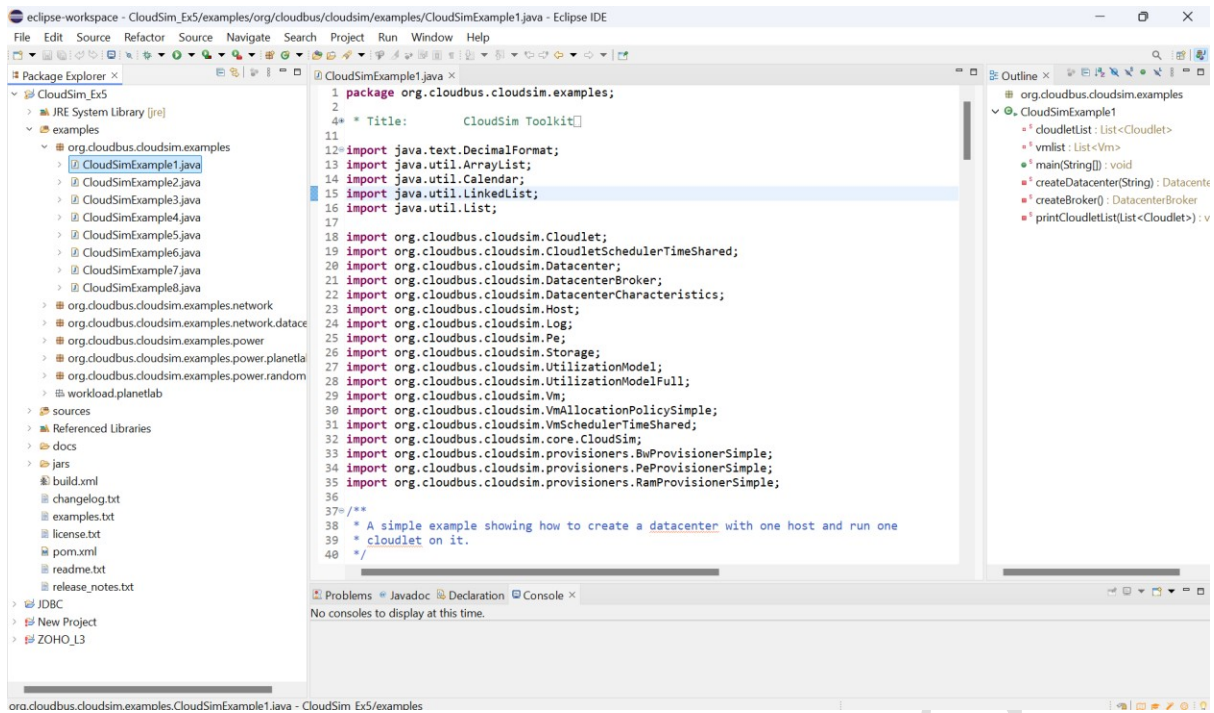 eclipse-workspace - CloudSim_Ex5/examples/org/cloudbus/cloudsim/examples/CloudSimExample1.java - Eclipse IDE
File Edit Source Refactor Source Navigate Search Project Run Window Help
Package Explorer
CloudSim_Ex5
JRE System Library [jre]
examples
org.cloudbus.cloudsim.examples
CloudSimExample1.java
CloudSimExample2.java
CloudSimExample3.java
CloudSimExample4.java
CloudSimExample5.java
CloudSimExample6.java
CloudSimExample7.java
CloudSimExample8.java
org.cloudbus.cloudsim.examples.network
org.cloudbus.cloudsim.examples.network.datace
org.cloudbus.cloudsim.examples.power
org.cloudbus.cloudsim.examples.power.planetla
org.cloudbus.cloudsim.examples.power.random
workload.planetlab
sources
Referenced Libraries
docs
jars
build.xml
changelog.txt
examples.txt
license.txt
pom.xml
readme.txt
release_notes.txt
JDBC
New Project
ZOHO_L3
CloudSimExample1.java
1 package org.cloudbus.cloudsim.examples;
2
4 * Title: CloudSim Toolkit
11
12 import java.text.DecimalFormat;
13 import java.util.ArrayList;
14 import java.util.Calendar;
15 import java.util.LinkedList;
16 import java.util.List;
17
18 import org.cloudbus.cloudsim.Cloudlet;
19 import org.cloudbus.cloudsim.CloudletSchedulerTimeShared;
20 import org.cloudbus.cloudsim.Datacenter;
21 import org.cloudbus.cloudsim.DatacenterBroker;
22 import org.cloudbus.cloudsim.DatacenterCharacteristics;
23 import org.cloudbus.cloudsim.Host;
24 import org.cloudbus.cloudsim.Log;
25 import org.cloudbus.cloudsim.Pe;
26 import org.cloudbus.cloudsim.Storage;
27 import org.cloudbus.cloudsim.UtilizationModel;
28 import org.cloudbus.cloudsim.UtilizationModelFull;
29 import org.cloudbus.cloudsim.Vm;
30 import org.cloudbus.cloudsim.VmAllocationPolicySimple;
31 import org.cloudbus.cloudsim.VmSchedulerTimeShared;
32 import org.cloudbus.cloudsim.core.CloudSim;
33 import org.cloudbus.cloudsim.provisioners.BwProvisionerSimple;
34 import org.cloudbus.cloudsim.provisioners.PeProvisionerSimple;
35 import org.cloudbus.cloudsim.provisioners.RamProvisionerSimple;
36
37 /**
38 * A simple example showing how to create a datacenter with one host and run one
39 * cloudlet on it.
40 */
Outline
org.cloudbus.cloudsim.examples
CloudSimExample1
cloudletList : List<Cloudlet>
vmlist : List<Vm>
main(String[]) : void
createDatacenter(String) : Datacente
createBroker() : DatacenterBroker
printCloudletList(List<Cloudlet>) : v
Problems Javadoc Declaration Console
No consoles to display at this time.
org.cloudbus.cloudsim.examples.CloudSimExample1.java - CloudSim_Ex5/examples